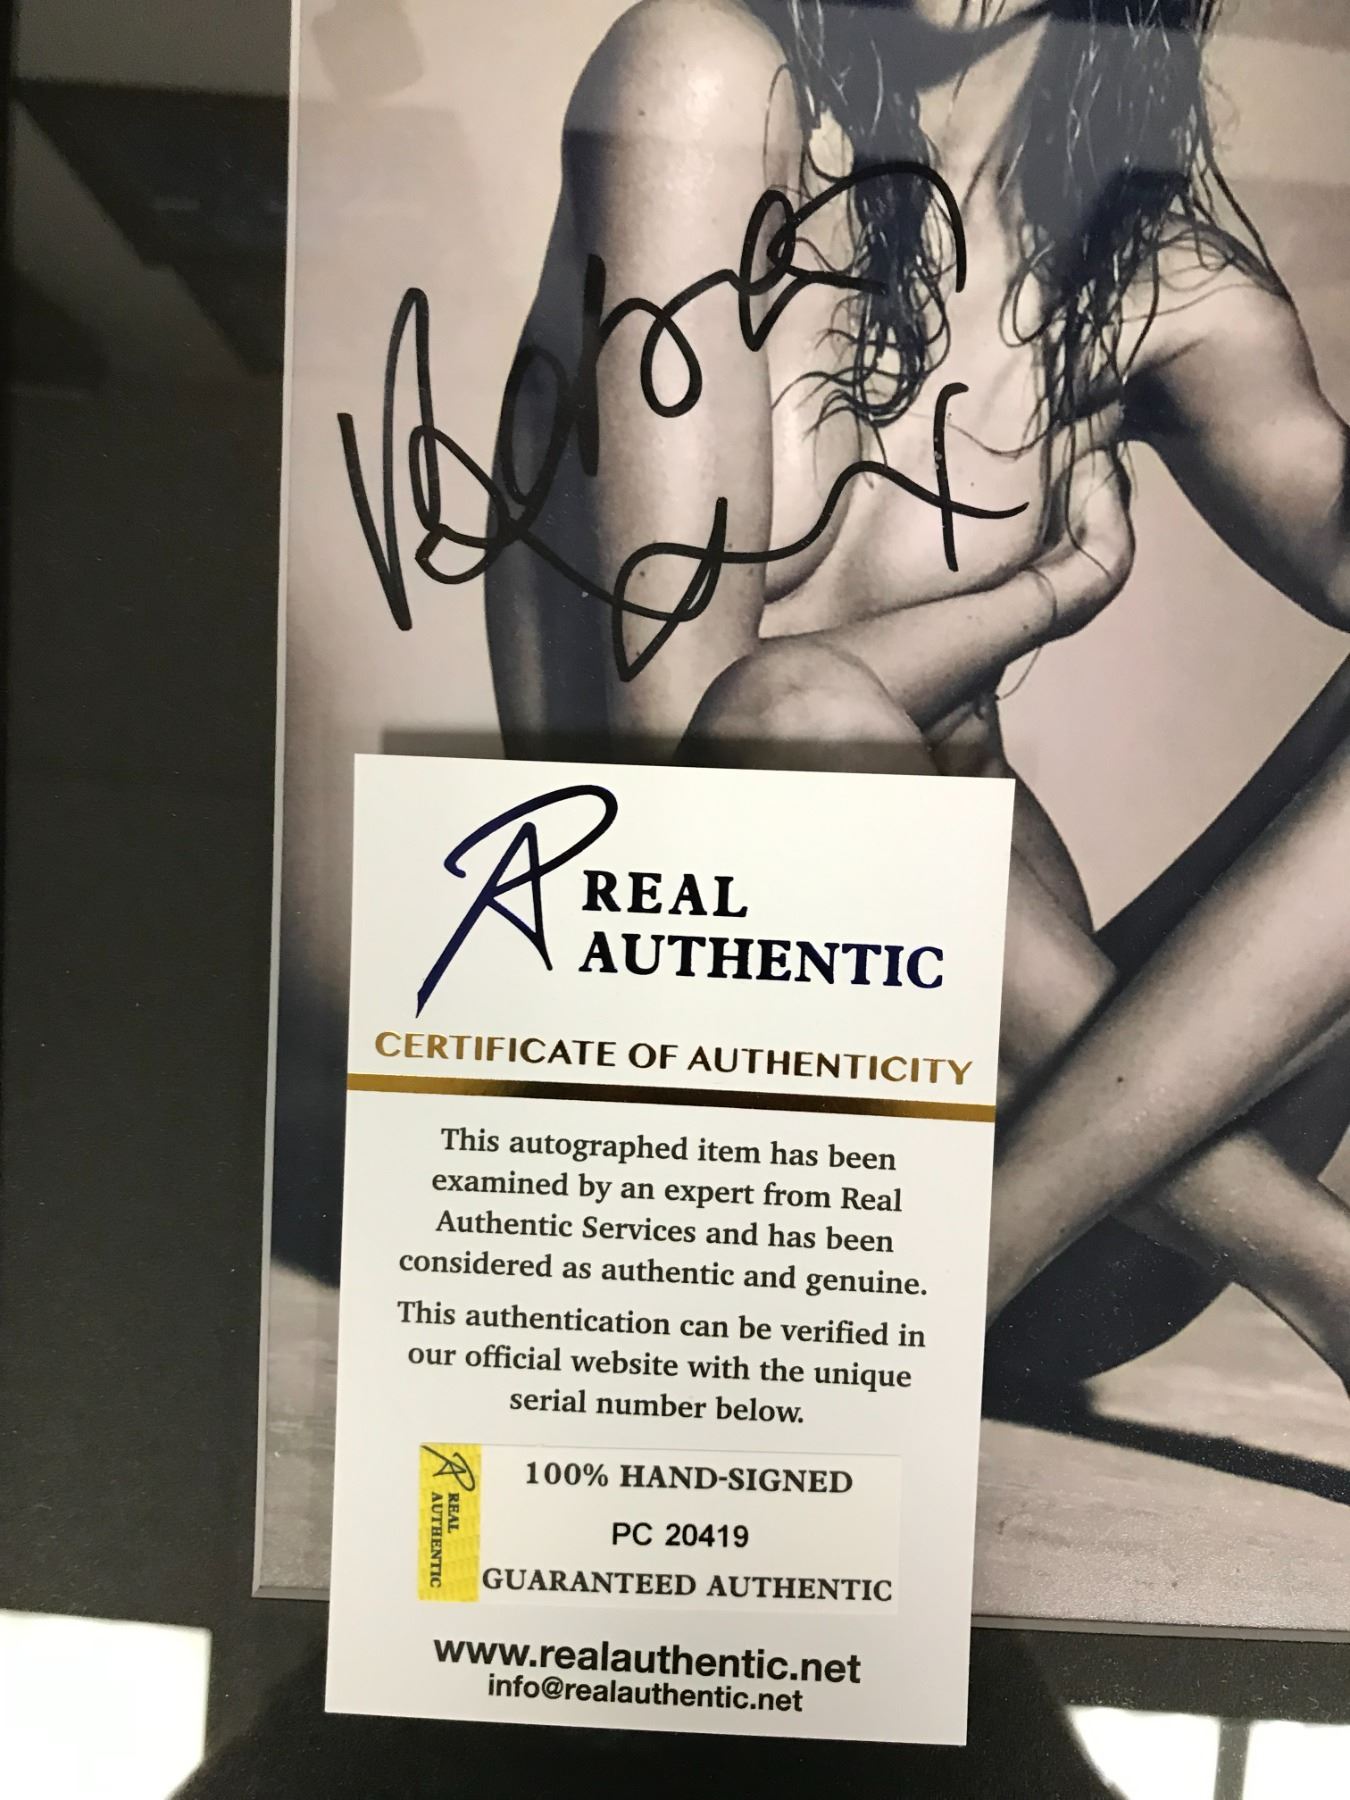 REAL
AUTHENTIC
CERTIFICATE OF AUTHENTICITY
This autographed item has been
examined by an expert from Real
Authentic Services and has been
considered as authentic and genuine.
This authentication can be verified in
our official website with the unique
serial number below.
REAL
AUTHENTIC
100% HAND-SIGNED
PC 20419
GUARANTEED AUTHENTIC
www.realauthentic.net
info@realauthentic.net